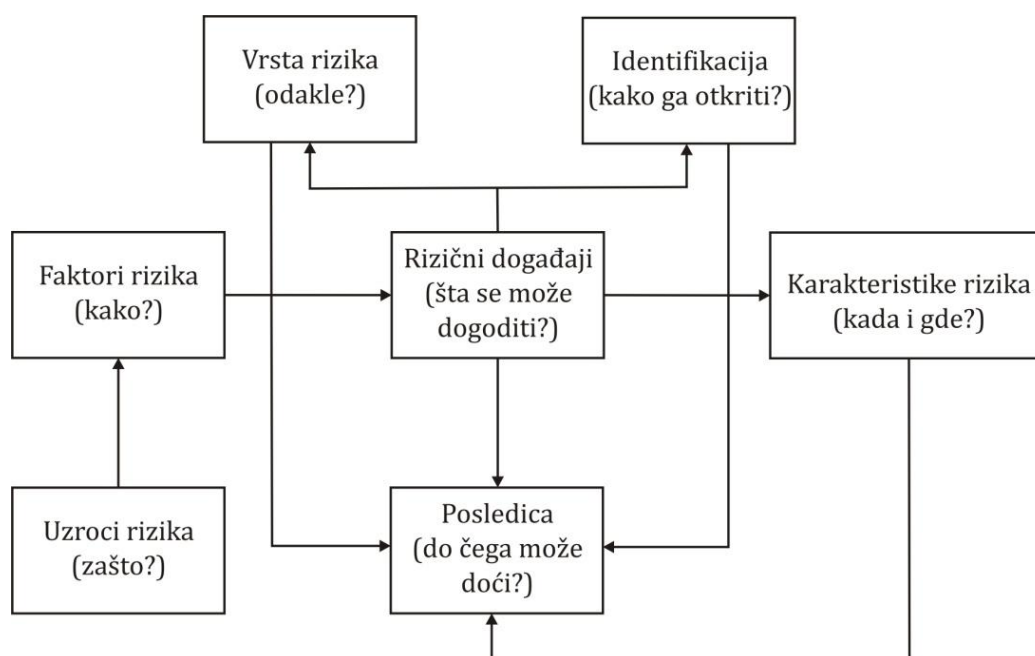 Vrsta rizika
(odakle?)
Identifikacija
(kako ga otkriti?)
Faktori rizika
(kako?)
Rizični događaji
(šta se može
dogoditi?)
Karakteristike rizika
(kada i gde?)
Uzroci rizika
(zašto?)
Posledica
(do čega može
doći?)